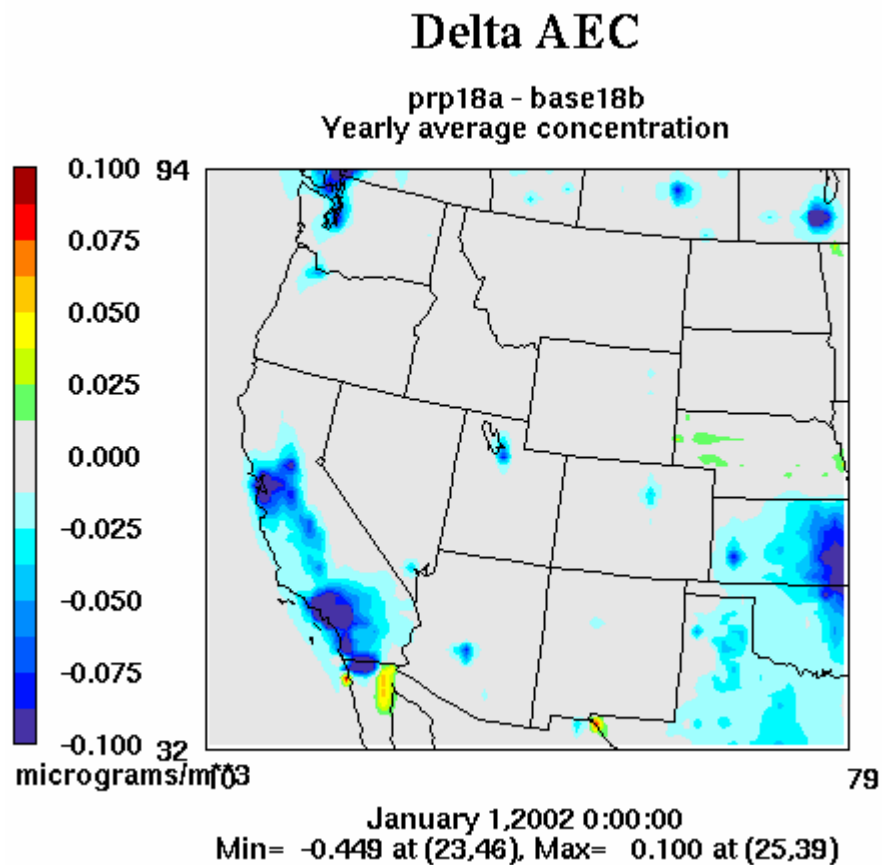 Delta AEC
prp18a - base18b
Yearly average concentration
0.100
0.075
0.050
0.025
0.000
-0.025
-0.050
-0.075
-0.100
94
32
micrograms/m**3
79
January 1,2002 0:00:00
Min= -0.449 at (23,46), Max= 0.100 at (25,39)